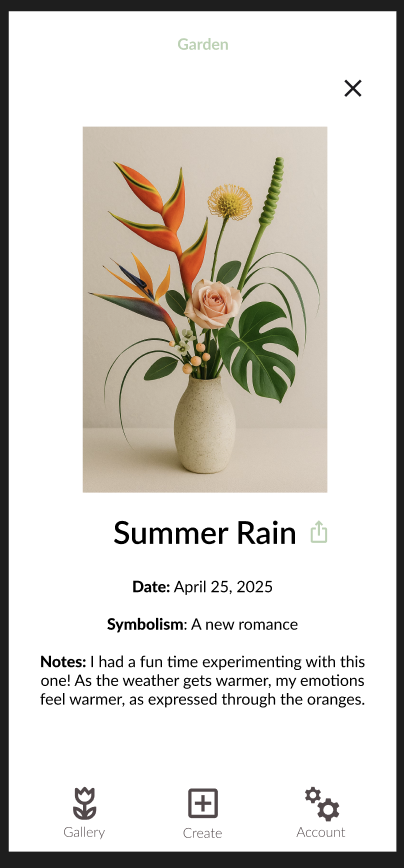 Garden
Summer Rain
Date: April 25, 2025
Symbolism: A new romance
Notes: I had a fun time experimenting with this
one! As the weather gets warmer, my emotions
feel warmer, as expressed through the oranges.
Gallery
Create
Account